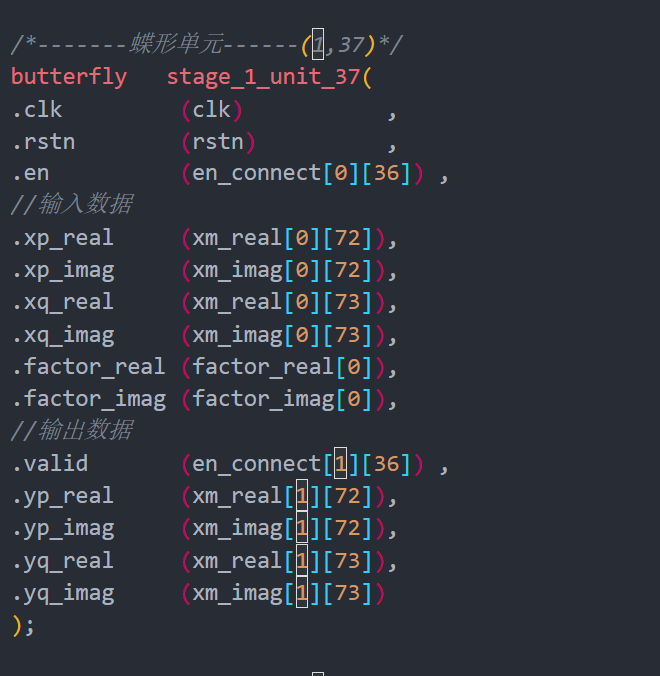 /*-------蝶形单元------(1,37)*/
butterfly   stage_1_unit_37(
.clk         (clk)            ,
.rstn        (rstn)           ,
.en          (en_connect[0][36]) ,
//输入数据
.xp_real     (xm_real[0][72]),
.xp_imag     (xm_imag[0][72]),
.xq_real     (xm_real[0][73]),
.xq_imag     (xm_imag[0][73]),
.factor_real (factor_real[0]),
.factor_imag (factor_imag[0]),
//输出数据
.valid       (en_connect[1][36]) ,
.yp_real     (xm_real[1][72]),
.yp_imag     (xm_imag[1][72]),
.yq_real     (xm_real[1][73]),
.yq_imag     (xm_imag[1][73])
);